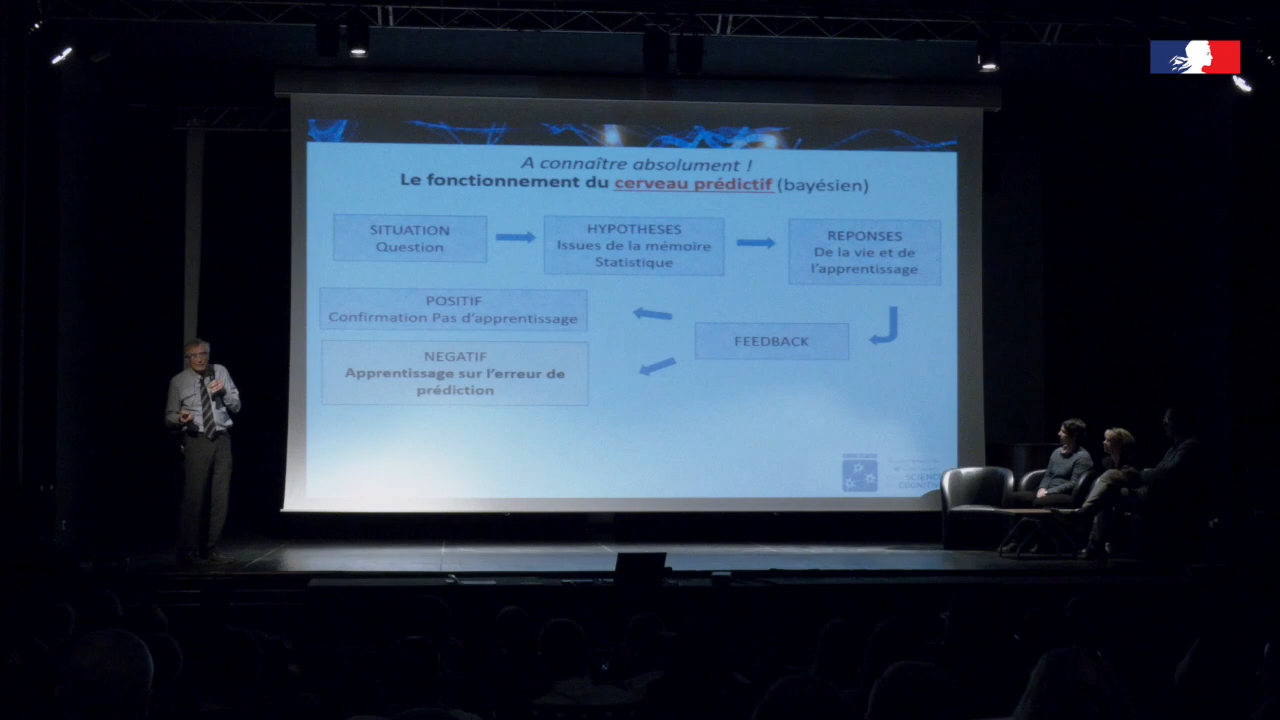 A connaître absolument !
Le fonctionnement du cerveau prédictif (bayésien)
SITUATION
Question
HYPOTHESES
Issues de la mémoire
Statistique
REPONSES
De la vie et de
l'apprentissage
POSITIF
Confirmation Pas d'apprentissage
FEEDBACK
NEGATIF
Apprentissage sur l'erreur de
prédiction